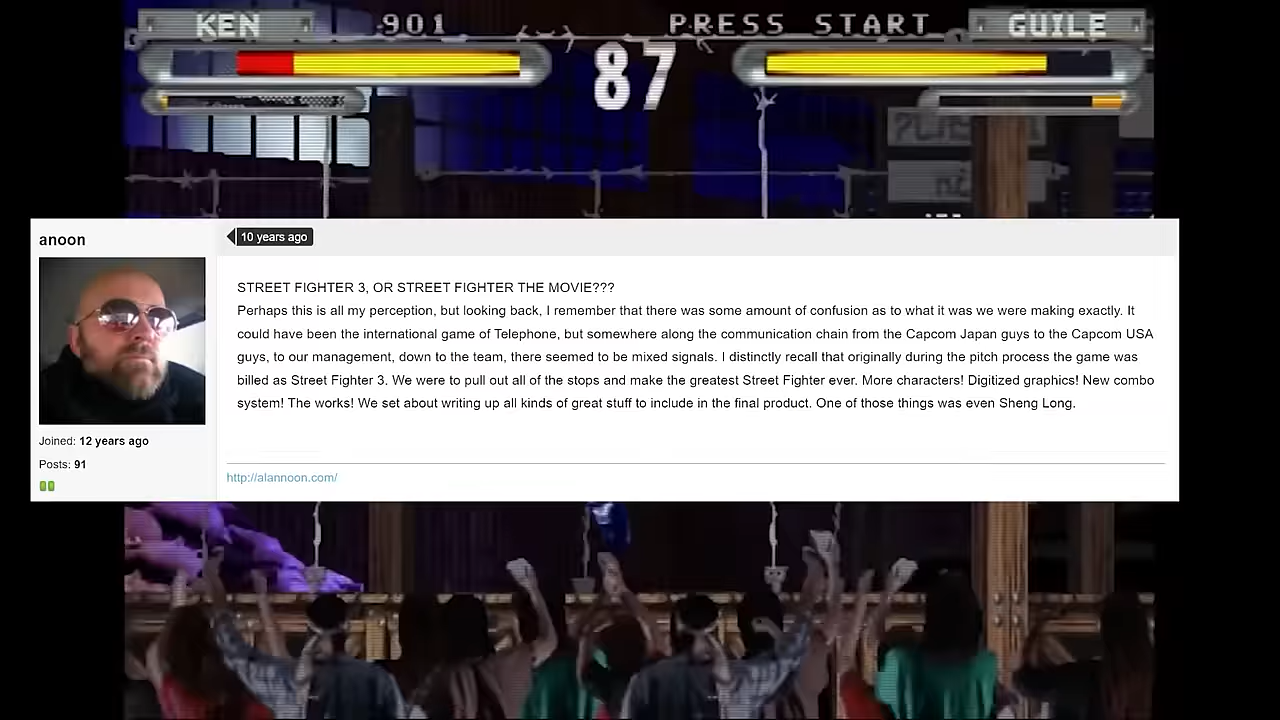 KEN 901 PRESS START GUILE
87
anoon
10 years ago
STREET FIGHTER 3, OR STREET FIGHTER THE MOVIE???
Perhaps this is all my perception, but looking back, I remember that there was some amount of confusion as to what it was we were making exactly. It
could have been the international game of Telephone, but somewhere along the communication chain from the Capcom Japan guys to the Capcom USA
guys, to our management, down to the team, there seemed to be mixed signals. I distinctly recall that originally during the pitch process the game was
billed as Street Fighter 3. We were to pull out all of the stops and make the greatest Street Fighter ever. More characters! Digitized graphics! New combo
system! The works! We set about writing up all kinds of great stuff to include in the final product. One of those things was even Sheng Long.
Joined: 12 years ago
Posts: 91
http://alannoon.com/